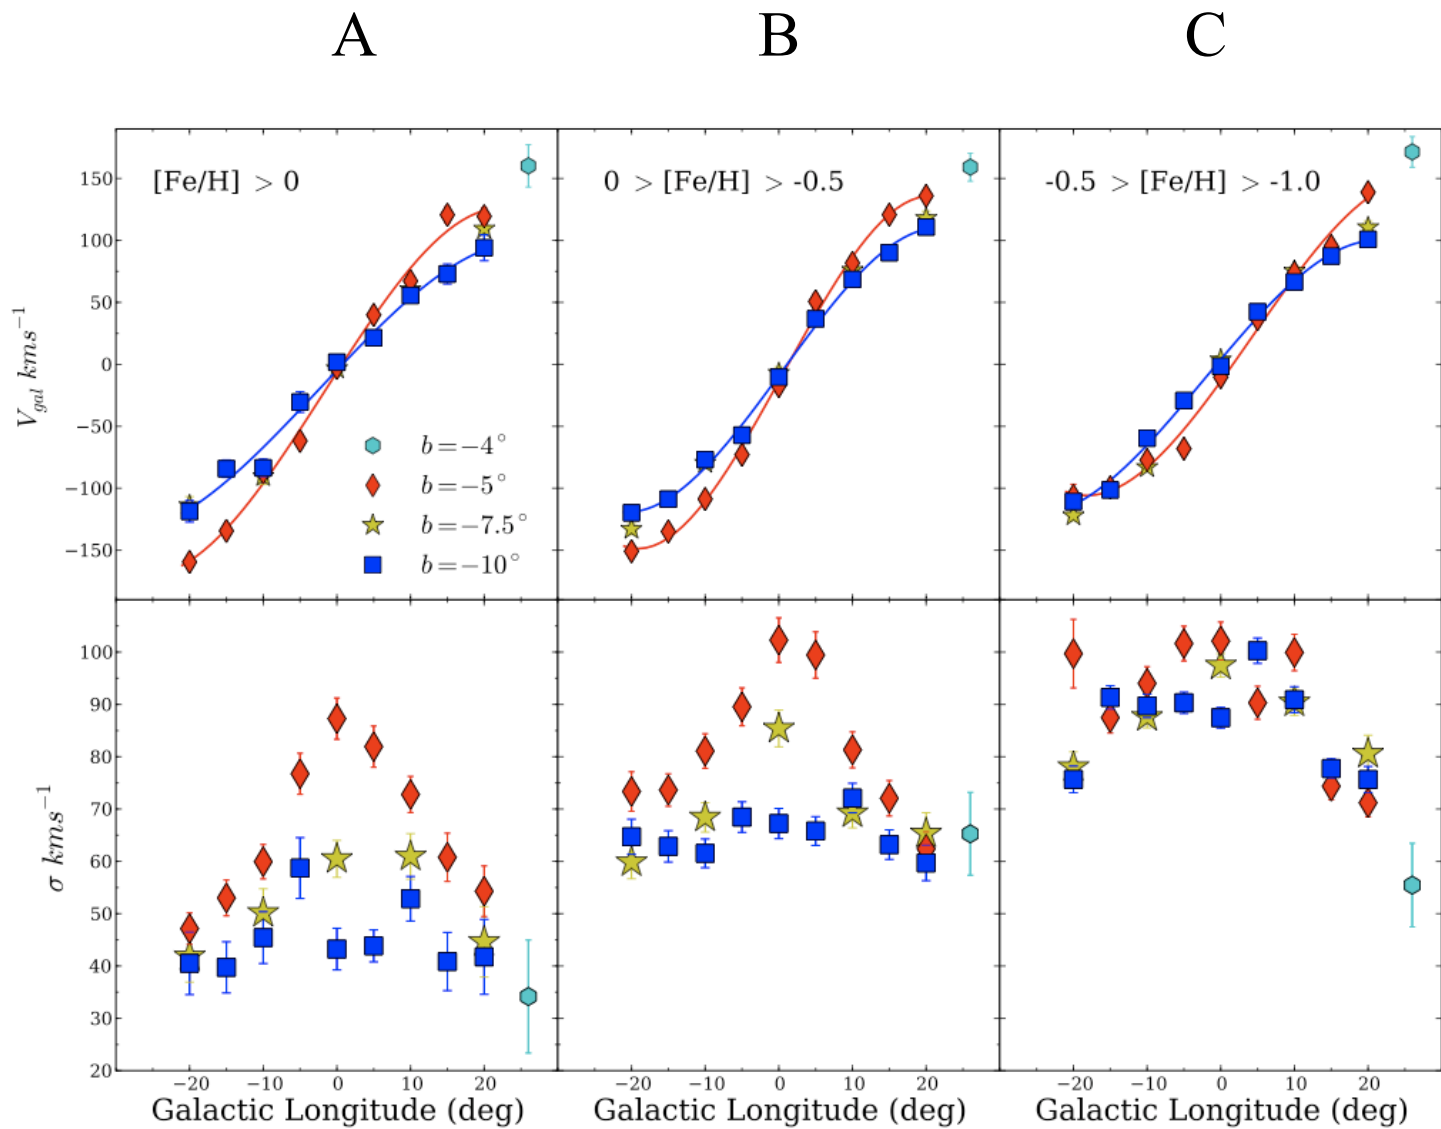 A B C
[Fe/H] > 0
0 > [Fe/H] > -0.5
-0.5 > [Fe/H] > -1.0
150
100
50
0
−50
−100
−150
V_gal kms⁻¹
b=−4°
b=−5°
b=−7.5°
b=−10°
100
90
80
70
60
50
40
30
20
σ kms⁻¹
−20 −10 0 10 20 −20 −10 0 10 20 −20 −10 0 10 20
Galactic Longitude (deg) Galactic Longitude (deg) Galactic Longitude (deg)